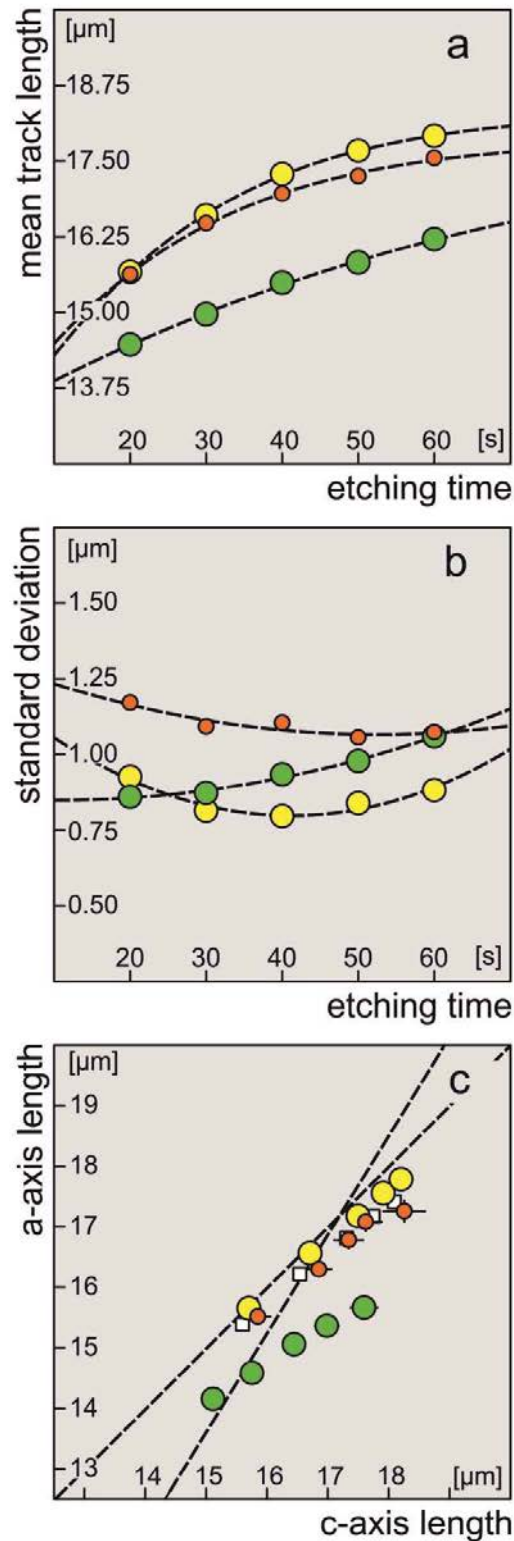 [µm]
a
mean track length
18.75
17.50
16.25
15.00
13.75
20 30 40 50 60 [s]
etching time
[µm]
b
standard deviation
1.50
1.25
1.00
0.75
0.50
20 30 40 50 60 [s]
etching time
[µm]
c
a-axis length
19
18
17
16
15
14
13
14 15 16 17 18 [µm]
c-axis length